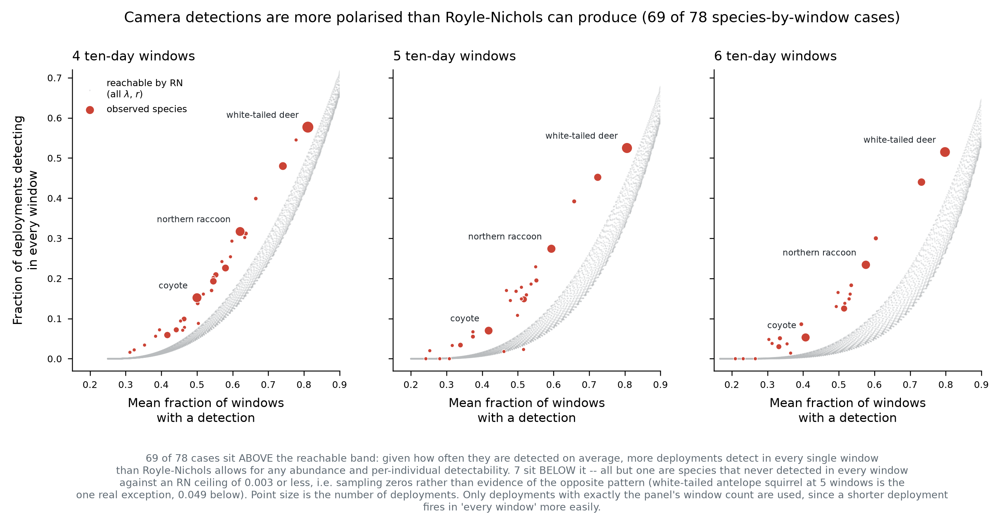 Camera detections are more polarised than Royle-Nichols can produce (69 of 78 species-by-window cases)
4 ten-day windows
5 ten-day windows
6 ten-day windows
Fraction of deployments detecting
in every window
0.7
0.6
0.5
0.4
0.3
0.2
0.1
0.0
reachable by RN
(all λ, r)
observed species
white-tailed deer
northern raccoon
coyote
white-tailed deer
northern raccoon
coyote
white-tailed deer
northern raccoon
coyote
0.2 0.3 0.4 0.5 0.6 0.7 0.8 0.9
0.2 0.3 0.4 0.5 0.6 0.7 0.8 0.9
0.2 0.3 0.4 0.5 0.6 0.7 0.8 0.9
Mean fraction of windows
with a detection
Mean fraction of windows
with a detection
Mean fraction of windows
with a detection
69 of 78 cases sit ABOVE the reachable band: given how often they are detected on average, more deployments detect in every single window
than Royle-Nichols allows for any abundance and per-individual detectability. 7 sit BELOW it -- all but one are species that never detected in every window
against an RN ceiling of 0.003 or less, i.e. sampling zeros rather than evidence of the opposite pattern (white-tailed antelope squirrel at 5 windows is the
one real exception, 0.049 below). Point size is the number of deployments. Only deployments with exactly the panel's window count are used, since a shorter deployment
fires in 'every window' more easily.